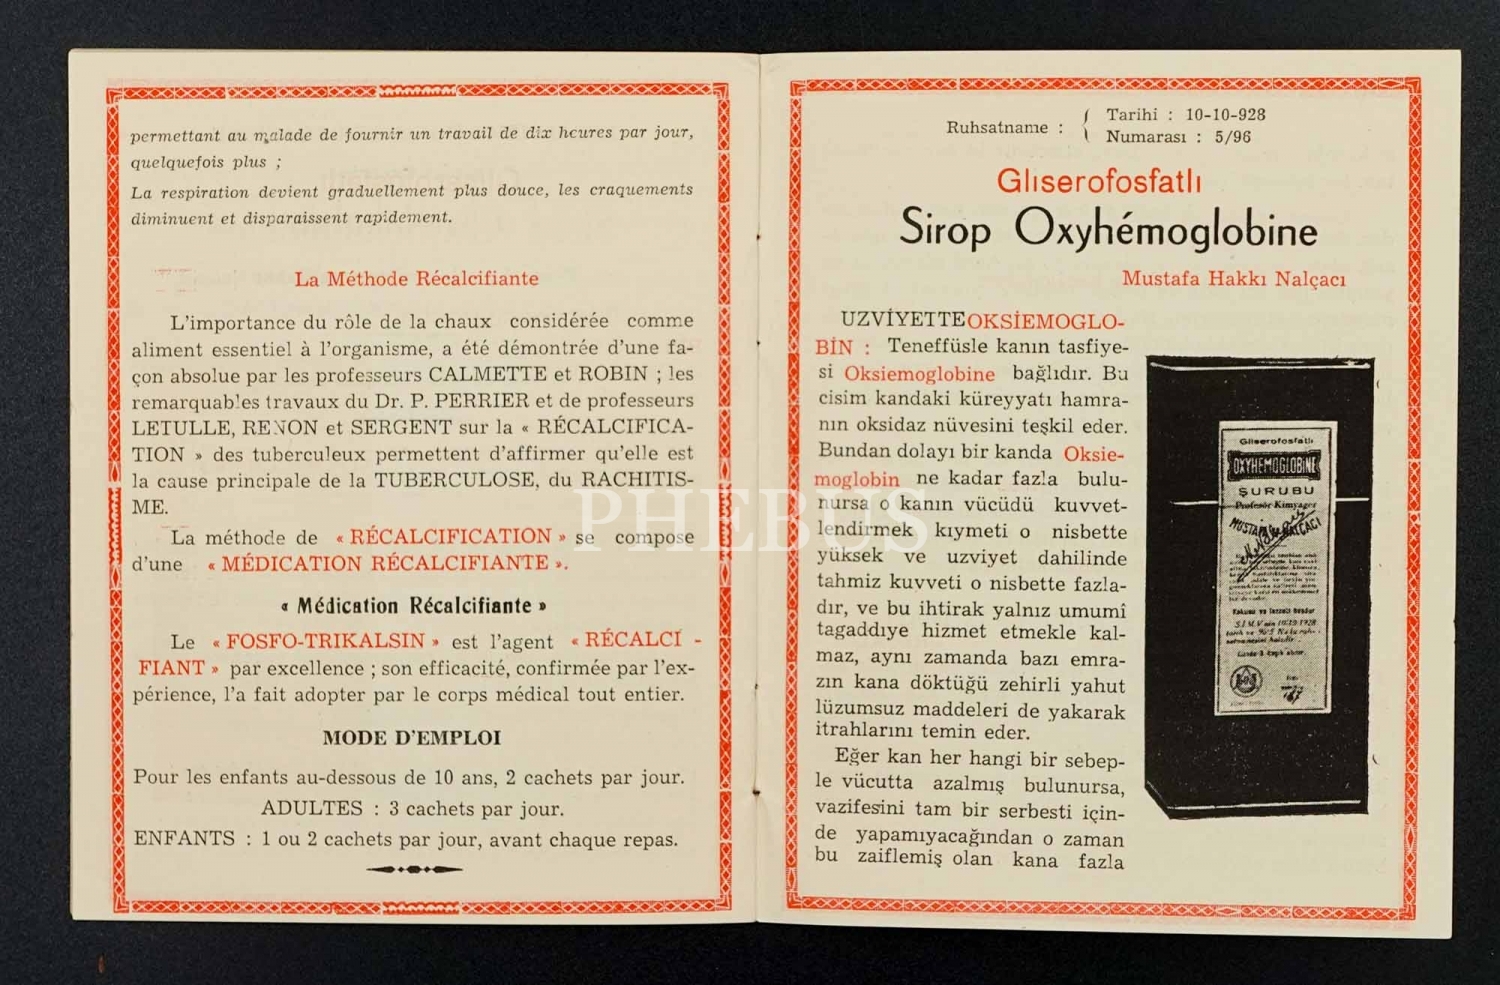 permettant au malade de fournir un travail de dix heures par jour,
quelquefois plus ;
La respiration devient graduellement plus douce, les craquements
diminuent et disparaissent rapidement.
La Méthode Récalcifiante
L'importance du rôle de la chaux considérée comme
aliment essentiel à l'organisme, a été démontrée d'une fa-
çon absolue par les professeurs CALMETTE et ROBIN ; les
remarquables travaux du Dr. P. PERRIER et de professeurs
LETULLE, RENON et SERGENT sur la « RÉCALCIFICA-
TION » des tuberculeux permettent d'affirmer qu'elle est
la cause principale de la TUBERCULOSE, du RACHITIS-
ME.
La méthode de « RÉCALCIFICATION » se compose
d'une « MÉDICATION RÉCALCIFIANTE ».
« Médication Récalcifiante »
Le « FOSFO-TRIKALSIN » est l'agent « RÉCALCİ -
FIANT » par excellence ; son efficacité, confirmée par l'ex-
périence, l'a fait adopter par le corps médical tout entier.
MODE D'EMPLOI
Pour les enfants au-dessous de 10 ans, 2 cachets par jour.
ADULTES : 3 cachets par jour.
ENFANTS : 1 ou 2 cachets par jour, avant chaque repas.
Ruhsatname : { Tarihi : 10-10-928
Numarası : 5/96
Glıserofosfatlı
Sirop Oxyhémoglobine
Mustafa Hakkı Nalçacı
UZVİYETTE OKSİEMOGLO-
BİN : Teneffüsle kanın tasfiye-
si Oksiemoglobine bağlıdır. Bu
cisim kandaki küreyyatı hamra-
nın oksidaz nüvesini teşkil eder.
Bundan dolayı bir kanda Oksie-
moglobin ne kadar fazla bulu-
nursa o kanın vücüdü kuvvet-
lendirmek kıymeti o nisbette
yüksek ve uzviyet dahilinde
tahmiz kuvveti o nisbette fazla-
dır, ve bu ihtirak yalnız umumî
tagaddıye hizmet etmekle kal-
maz, aynı zamanda bazı emra-
zın kana döktüğü zehirli yahut
lüzumsuz maddeleri de yakarak
itrahlarını temin eder.
Eğer kan her hangi bir sebep-
le vücutta azalmış bulunursa,
vazifesini tam bir serbesti için-
de yapamıyacağından o zaman
bu zaiflemiş olan kana fazla
Gliserofosfatlı
OXYHEMOGLOBİNE
ŞURUBU
Profesör Kimyager
MUSTAFA NALÇACI
PHEBUS